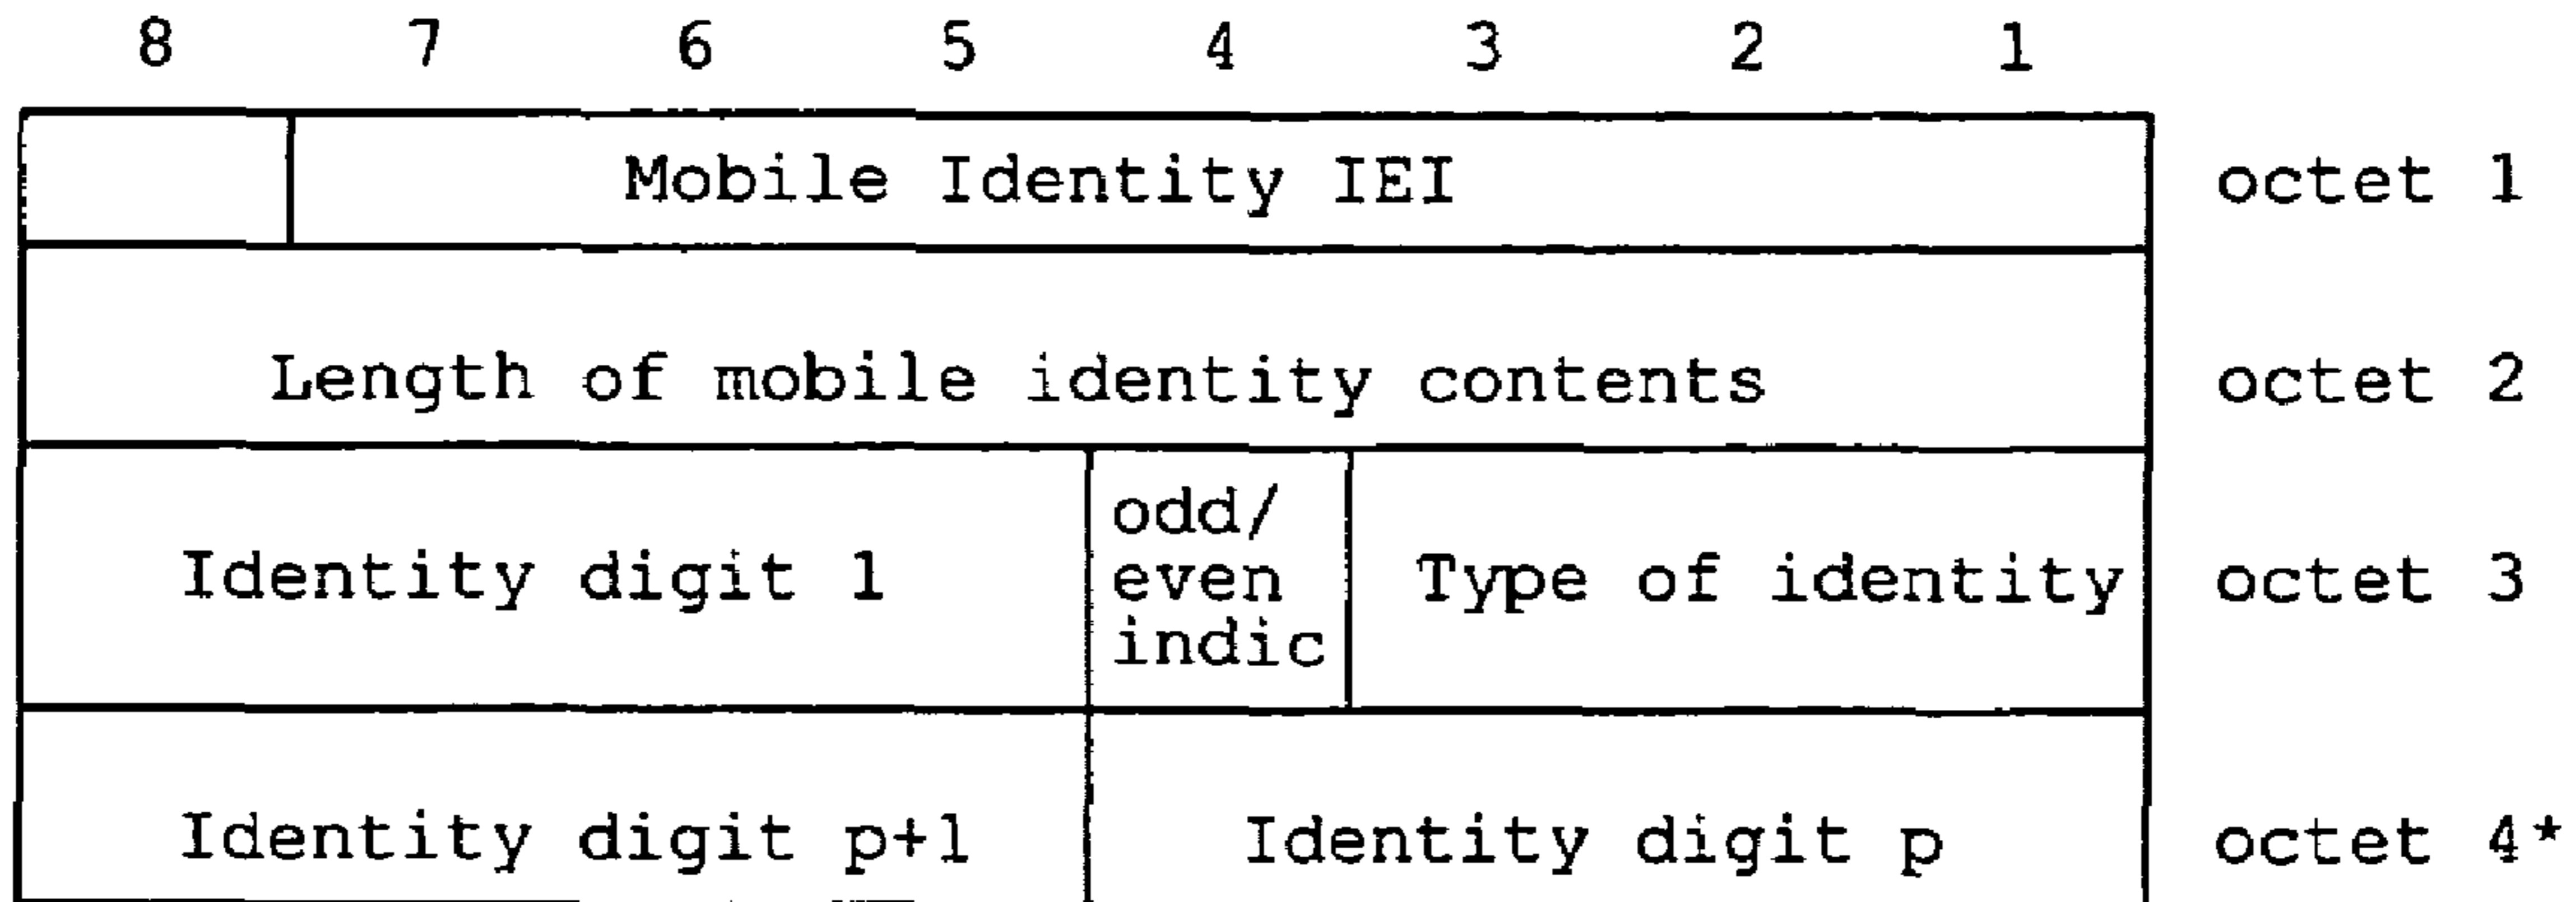 8 7 6 5 4 3 2 1
Mobile Identity IEI octet 1
Length of mobile identity contents octet 2
odd/
Identity digit 1 even Type of identity octet 3
indic
Identity digit p+1 Identity digit p octet 4*